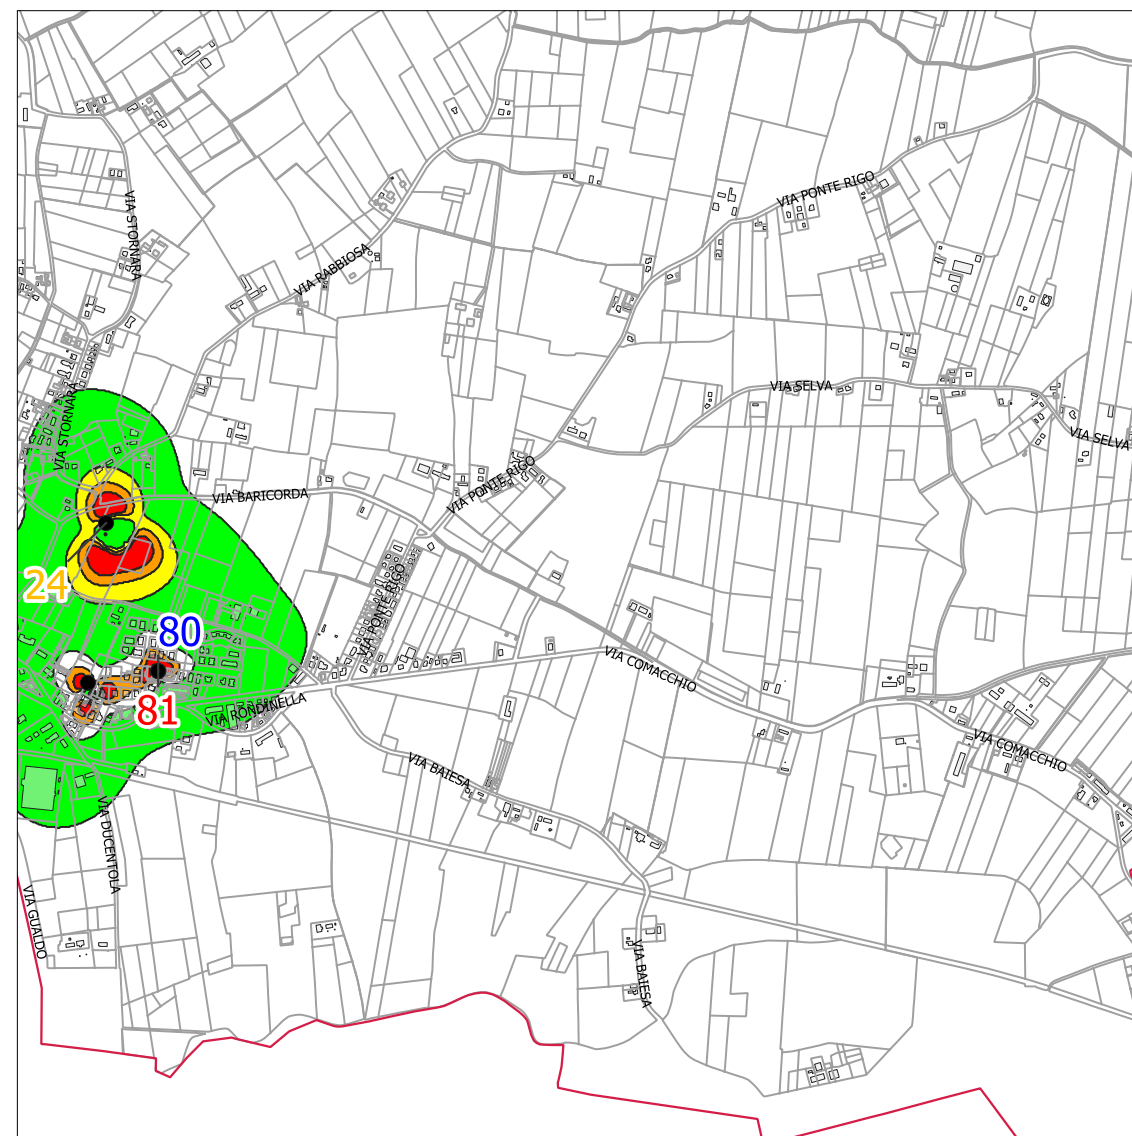 VIA PONTE RIGO
VIA STORNARA
VIA RABBIOSA
VIA SELVA
VIA STORNARA
VIA SELVA
VIA PONTE RIGO
VIA BARICORDA
24
VIA PONTE RIGO
80
VIA COMACCHIO
81
VIA RONDINELLA
VIA COMACCHIO
VIA BAIESA
VIA DUCENTOLA
VIA GUALDO
VIA BAIESA